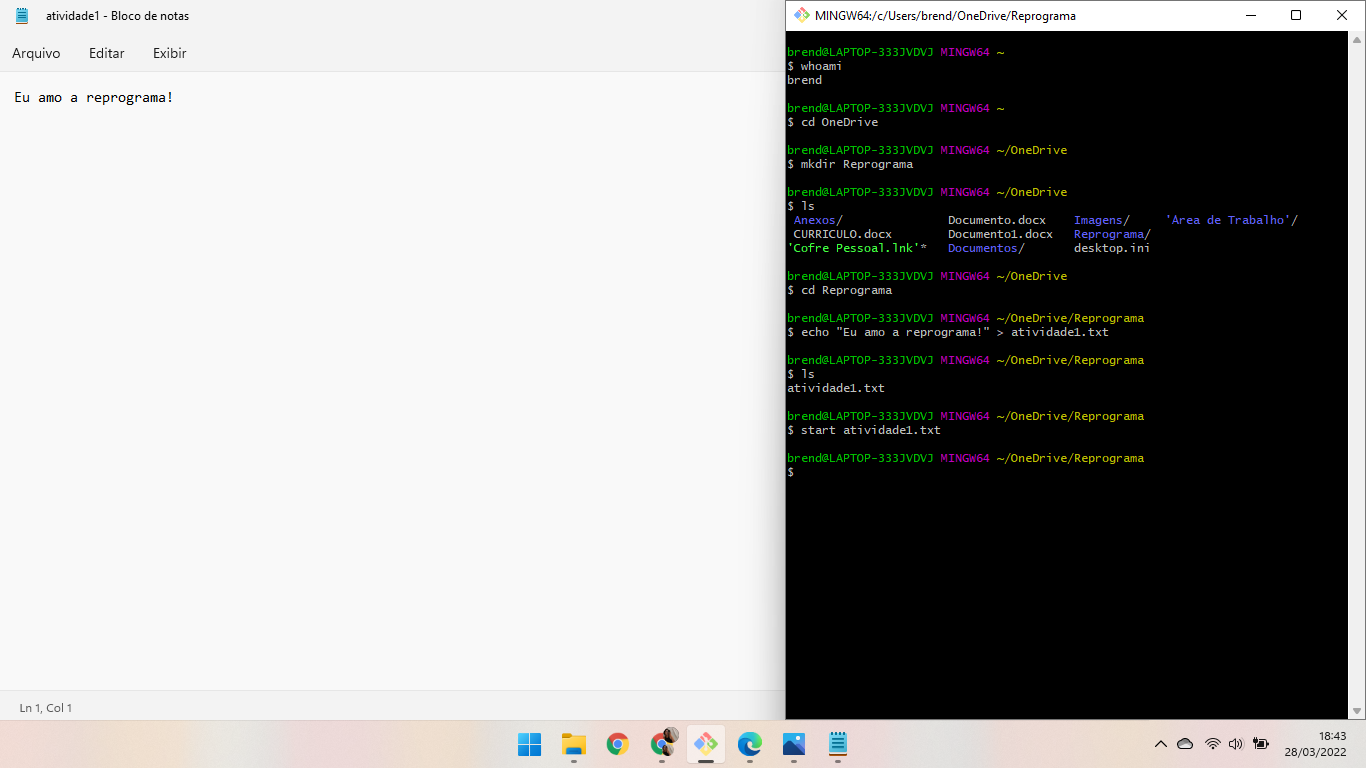 atividade1 - Bloco de notas
Arquivo Editar Exibir
Eu amo a reprograma!
Ln 1, Col 1
MINGW64:/c/Users/brend/OneDrive/Reprograma
brend@LAPTOP-333JVDVJ MINGW64 ~
$ whoami
brend
brend@LAPTOP-333JVDVJ MINGW64 ~
$ cd OneDrive
brend@LAPTOP-333JVDVJ MINGW64 ~/OneDrive
$ mkdir Reprograma
brend@LAPTOP-333JVDVJ MINGW64 ~/OneDrive
$ ls
Anexos/ Documento.docx Imagens/ 'Área de Trabalho'/
CURRICULO.docx Documento1.docx Reprograma/
'Cofre Pessoal.lnk'* Documentos/ desktop.ini
brend@LAPTOP-333JVDVJ MINGW64 ~/OneDrive
$ cd Reprograma
brend@LAPTOP-333JVDVJ MINGW64 ~/OneDrive/Reprograma
$ echo "Eu amo a reprograma!" > atividade1.txt
brend@LAPTOP-333JVDVJ MINGW64 ~/OneDrive/Reprograma
$ ls
atividade1.txt
brend@LAPTOP-333JVDVJ MINGW64 ~/OneDrive/Reprograma
$ start atividade1.txt
brend@LAPTOP-333JVDVJ MINGW64 ~/OneDrive/Reprograma
$
18:43
28/03/2022